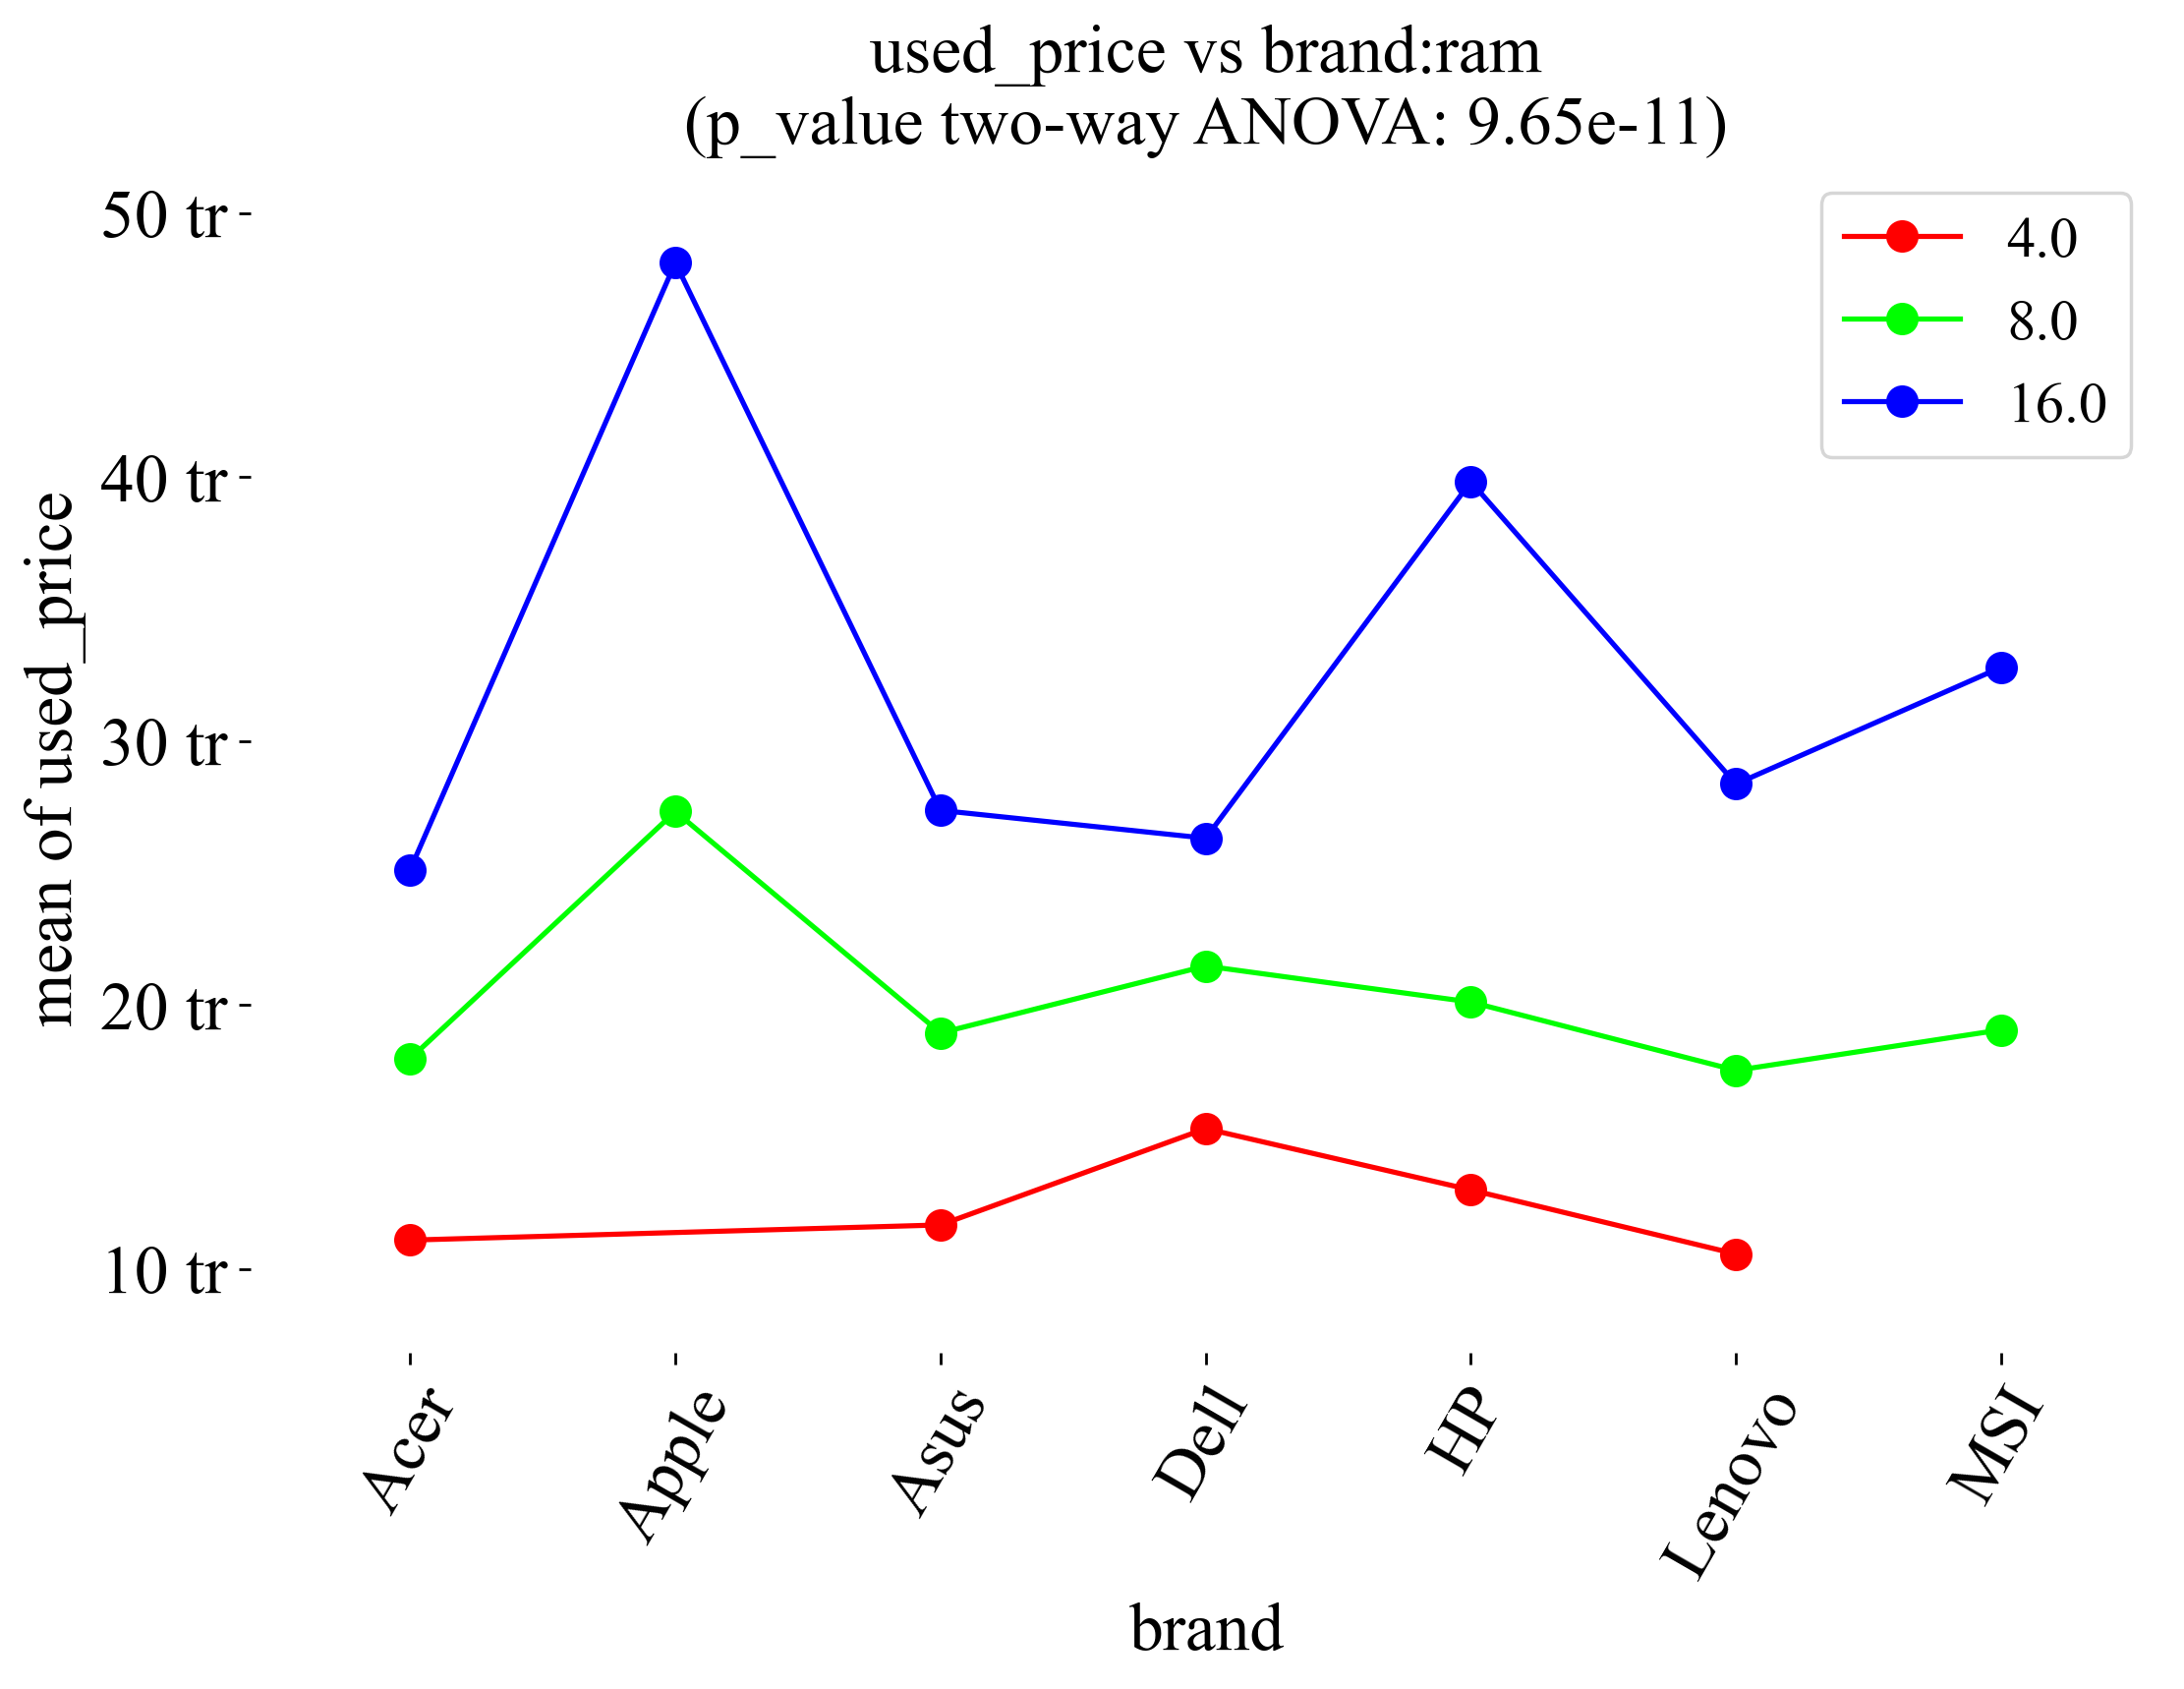 used_price vs brand:ram
(p_value two-way ANOVA: 9.65e-11)
50 tr
40 tr
30 tr
20 tr
10 tr
mean of used_price
4.0
8.0
16.0
Acer
Apple
Asus
Dell
HP
Lenovo
MSI
brand